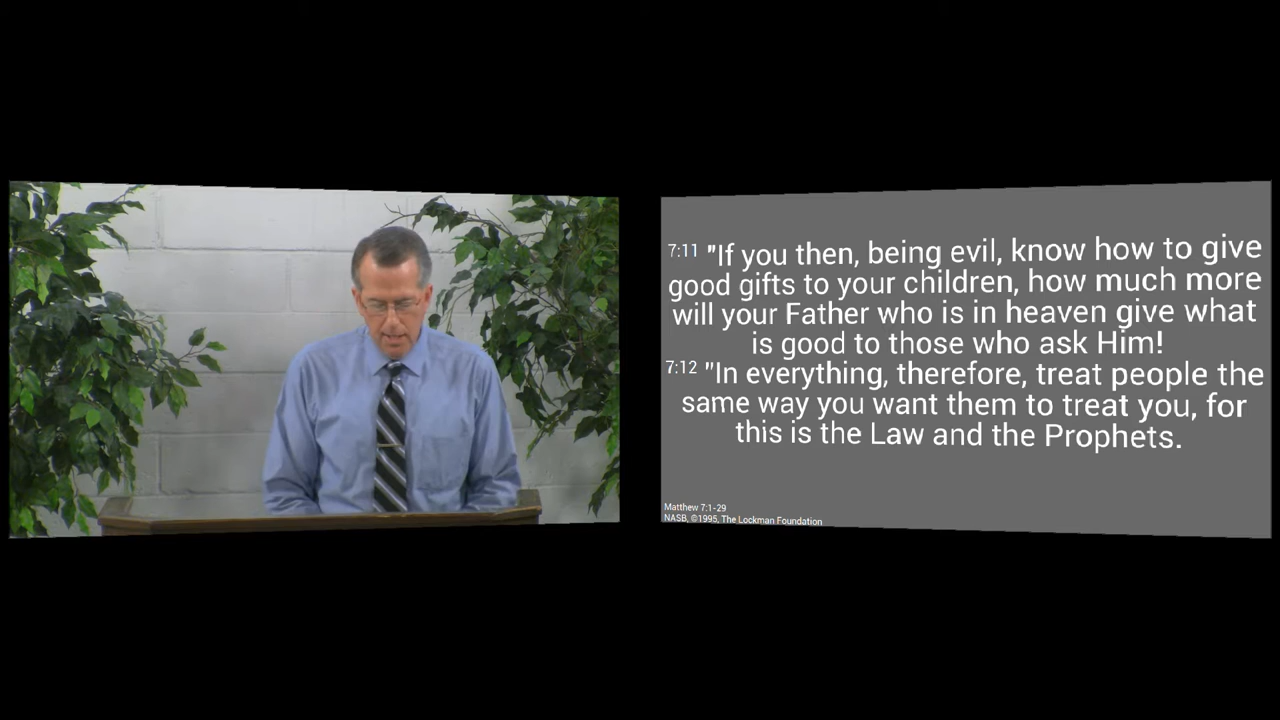 7:11 "If you then, being evil, know how to give
good gifts to your children, how much more
will your Father who is in heaven give what
is good to those who ask Him!
7:12 "In everything, therefore, treat people the
same way you want them to treat you, for
this is the Law and the Prophets.
Matthew 7:1-29
NASB, ©1995, The Lockman Foundation